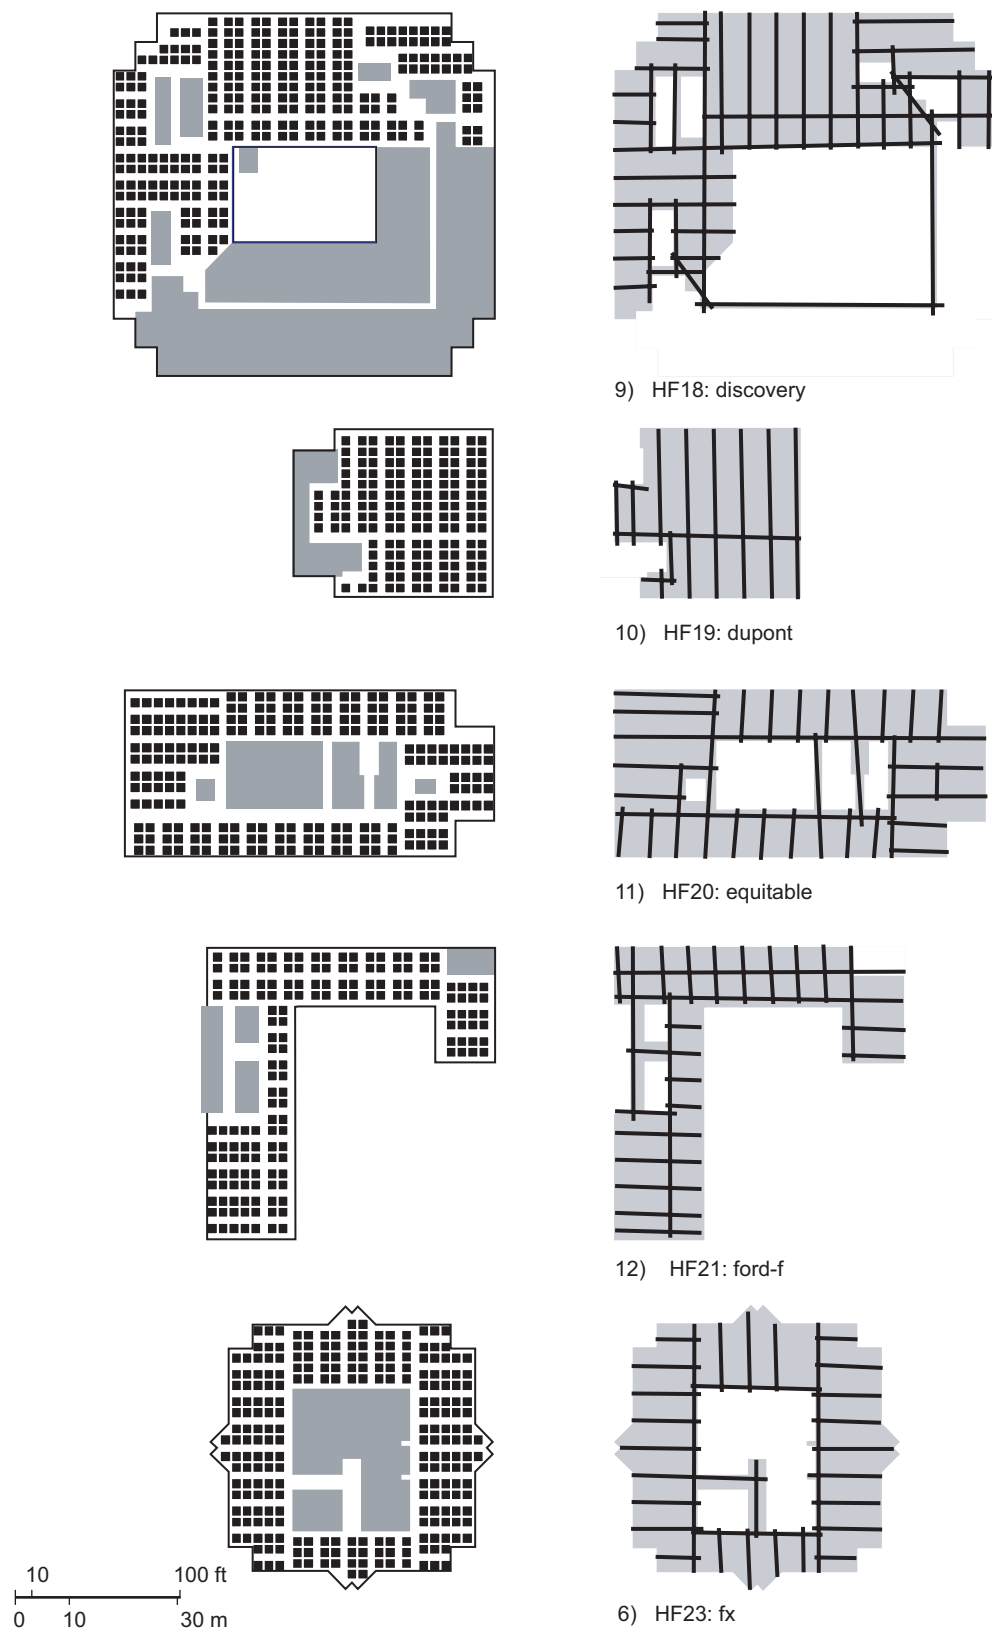 9) HF18: discovery
10) HF19: dupont
11) HF20: equitable
12) HF21: ford-f
10 100 ft
0 10 30 m
6) HF23: fx